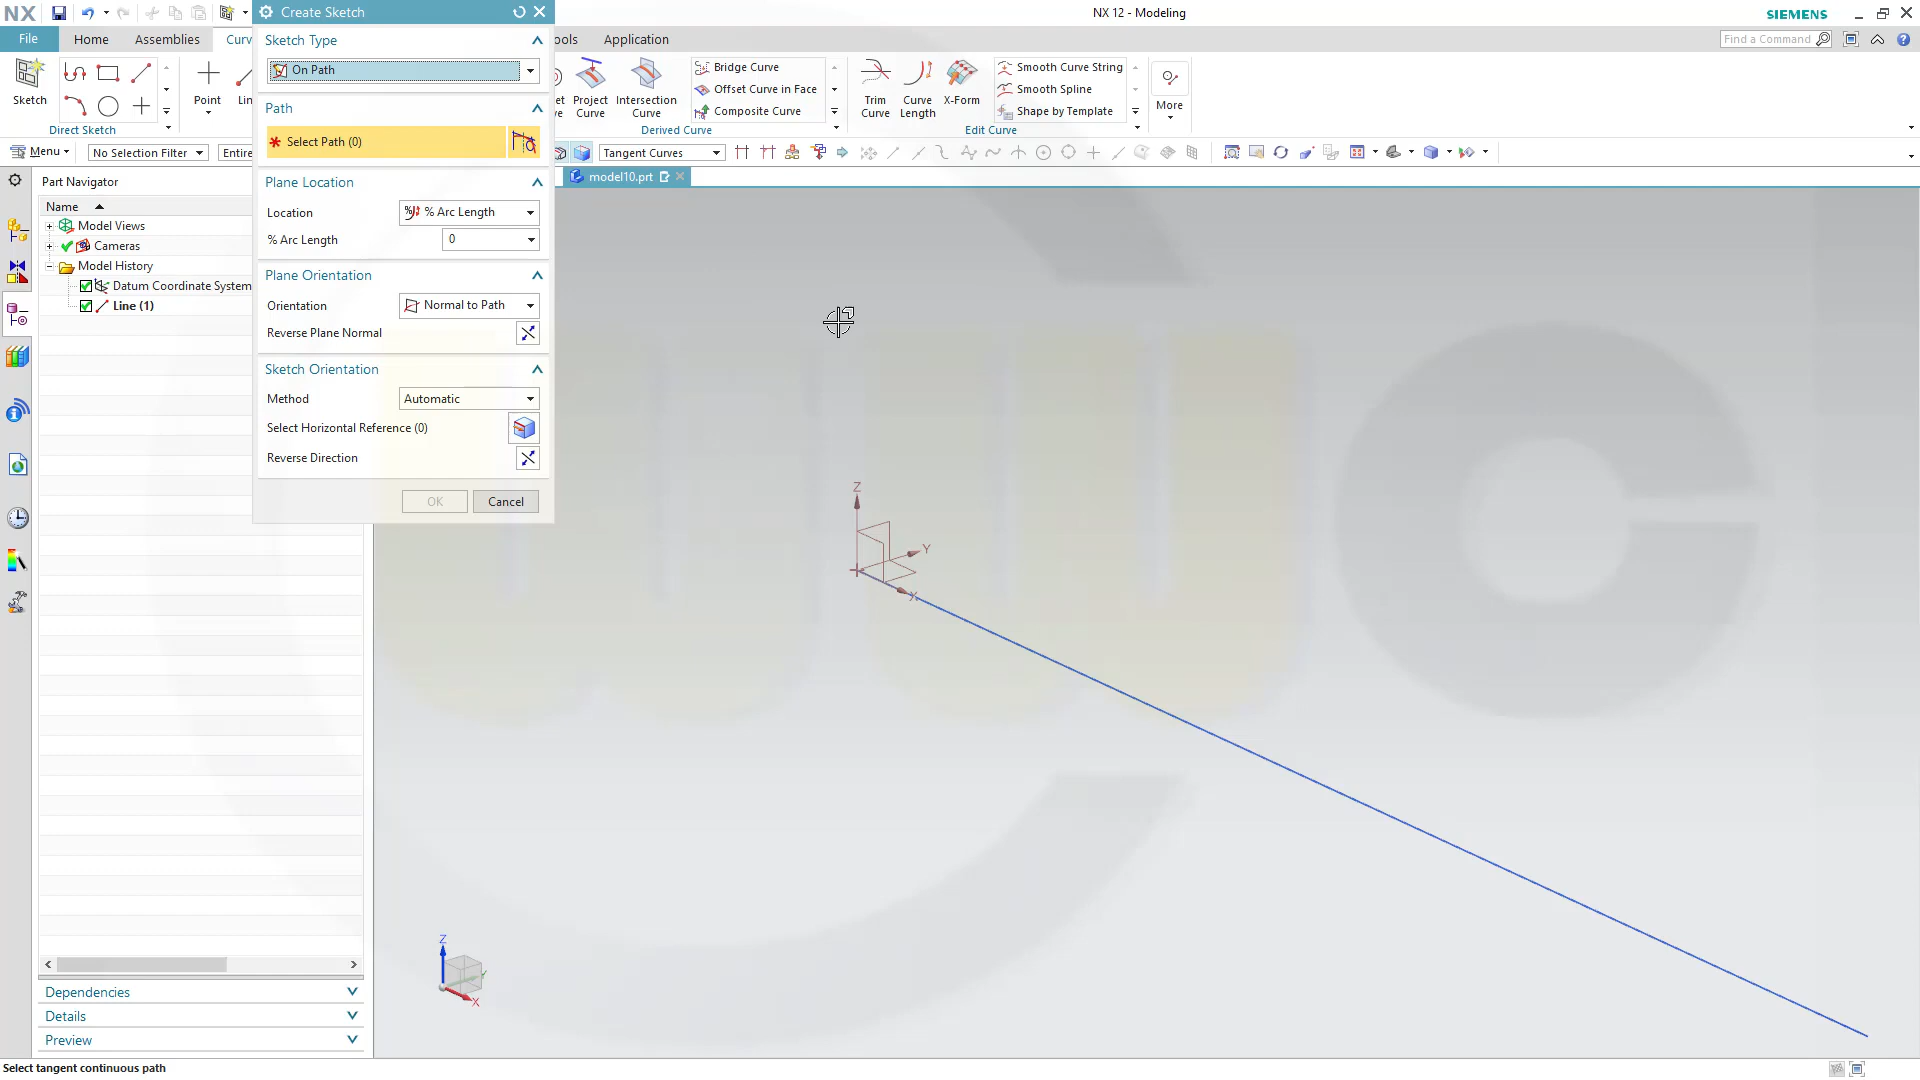 NX
Create Sketch
NX 12 - Modeling
SIEMENS
File
Home
Assemblies
Curv
ools
Application
Find a Command
Sketch Type
On Path
Sketch
Point
Lin
Direct Sketch
Path
Select Path (0)
et
Project Curve
Intersection Curve
Bridge Curve
Offset Curve in Face
Composite Curve
Derived Curve
Trim Curve
Curve Length
X-Form
Smooth Curve String
Smooth Spline
Shape by Template
Edit Curve
More
Menu
No Selection Filter
Entire
Tangent Curves
Part Navigator
Plane Location
model10.prt
Name
Location
% Arc Length
Model Views
% Arc Length
0
Cameras
Model History
Plane Orientation
Datum Coordinate System
Line (1)
Orientation
Normal to Path
Reverse Plane Normal
Sketch Orientation
Method
Automatic
Select Horizontal Reference (0)
Reverse Direction
OK
Cancel
Z
Y
X
Z
Y
X
Dependencies
Details
Preview
Select tangent continuous path